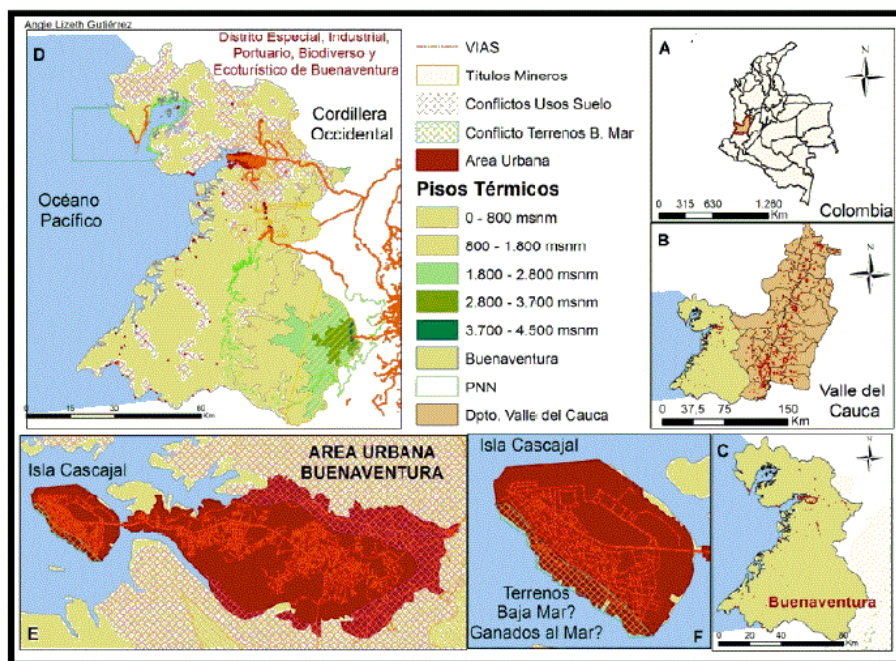 Angie Lizeth Gutiérrez
D
Distrito Especial, Industrial,
Portuario, Biodiverso y
Ecoturístico de Buenaventura
Cordillera
Occidental
Océano
Pacífico
0 15 30 60
Km
VIAS
Titulos Mineros
Conflictos Usos Suelo
Conflicto Terrenos B. Mar
Area Urbana
Pisos Térmicos
0 - 800 msnm
800 - 1.800 msnm
1.800 - 2.800 msnm
2.800 - 3.700 msnm
3.700 - 4.500 msnm
Buenaventura
PNN
Dpto. Valle del Cauca
A
N
0 315 630 1.260
Km
Colombia
B
N
Valle del
Cauca
0 37,5 75 150
Km
Isla Cascajal
AREA URBANA
BUENAVENTURA
E
Isla Cascajal
Terrenos
Baja Mar?
Ganados al Mar?
F
C
N
Buenaventura
0 20 40 80
Km